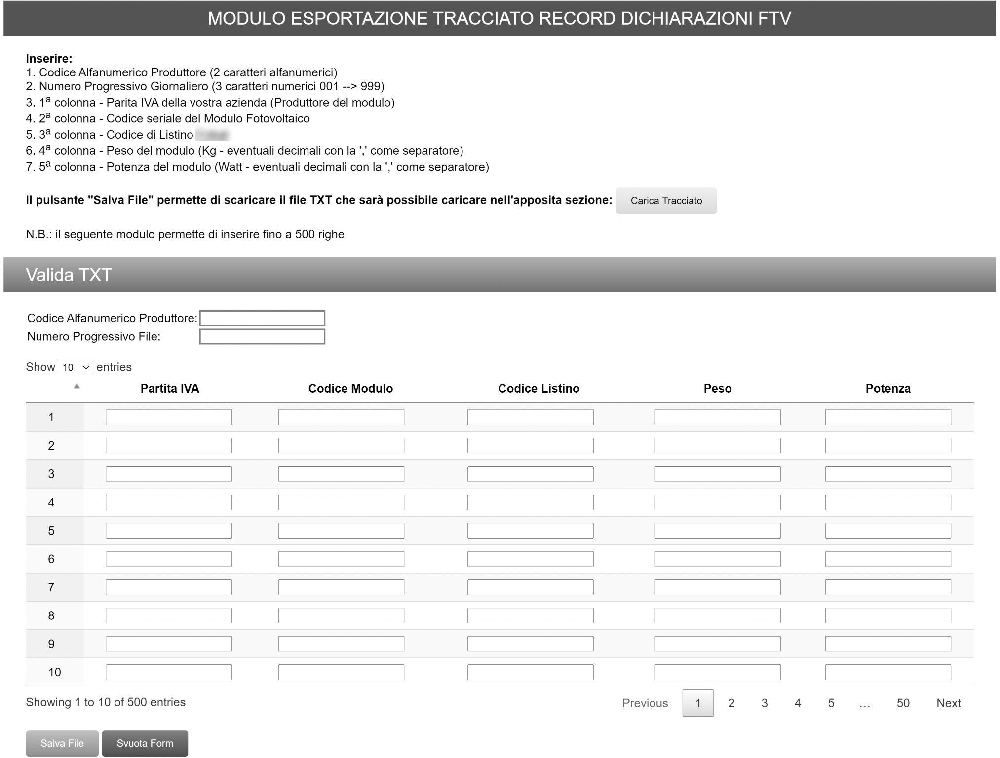 MODULO ESPORTAZIONE TRACCIATO RECORD DICHIARAZIONI FTV
Inserire:
1. Codice Alfanumerico Produttore (2 caratteri alfanumerici)
2. Numero Progressivo Giornaliero (3 caratteri numerici 001 --> 999)
3. 1ª colonna - Parita IVA della vostra azienda (Produttore del modulo)
4. 2ª colonna - Codice seriale del Modulo Fotovoltaico
5. 3ª colonna - Codice di Listino
6. 4ª colonna - Peso del modulo (Kg - eventuali decimali con la ',' come separatore)
7. 5ª colonna - Potenza del modulo (Watt - eventuali decimali con la ',' come separatore)
Il pulsante "Salva File" permette di scaricare il file TXT che sarà possibile caricare nell'apposita sezione: Carica Tracciato
N.B.: il seguente modulo permette di inserire fino a 500 righe
Valida TXT
Codice Alfanumerico Produttore:
Numero Progressivo File:
Show 10 entries
Partita IVA Codice Modulo Codice Listino Peso Potenza
1
2
3
4
5
6
7
8
9
10
Showing 1 to 10 of 500 entries Previous 1 2 3 4 5 … 50 Next
Salva File Svuota Form